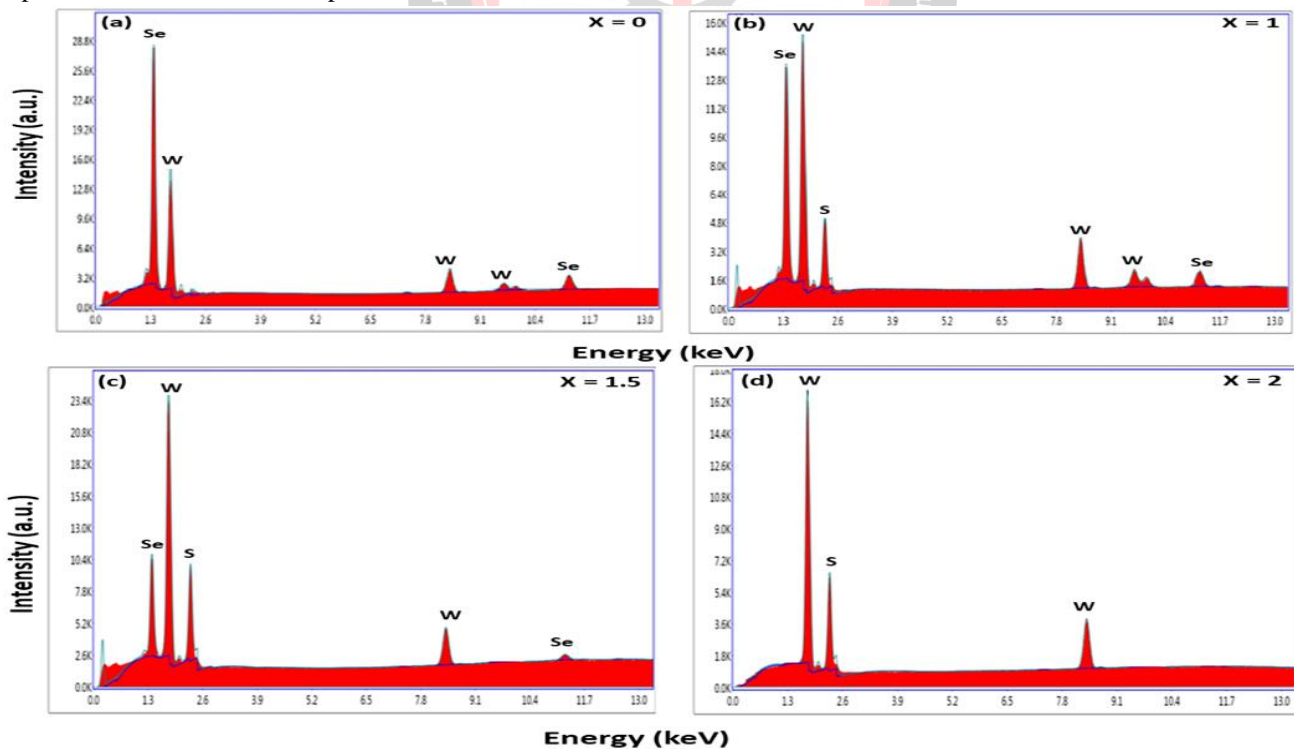 (a) X = 0
Se
W
W
W
Se
28.8K
25.6K
22.4K
19.2K
16.0K
12.8K
9.6K
6.4K
3.2K
0.0K
0.0 1.3 2.6 3.9 5.2 6.5 7.8 9.1 10.4 11.7 13.0
Intensity (a.u.)
(b) X = 1
W
Se
S
W
W
Se
16.0K
14.4K
12.8K
11.2K
9.6K
8.0K
6.4K
4.8K
3.2K
1.6K
0.0K
0.0 1.3 2.6 3.9 5.2 6.5 7.8 9.1 10.4 11.7 13.0
Energy (keV)
(c) X = 1.5
W
Se
S
W
Se
23.4K
20.8K
18.2K
15.6K
13.0K
10.4K
7.8K
5.2K
2.6K
0.0K
0.0 1.3 2.6 3.9 5.2 6.5 7.8 9.1 10.4 11.7 13.0
Intensity (a.u.)
(d) X = 2
W
S
W
16.2K
14.4K
12.6K
10.8K
9.0K
7.2K
5.4K
3.6K
1.8K
0.0K
0.0 1.3 2.6 3.9 5.2 6.5 7.8 9.1 10.4 11.7 13.0
Energy (keV)